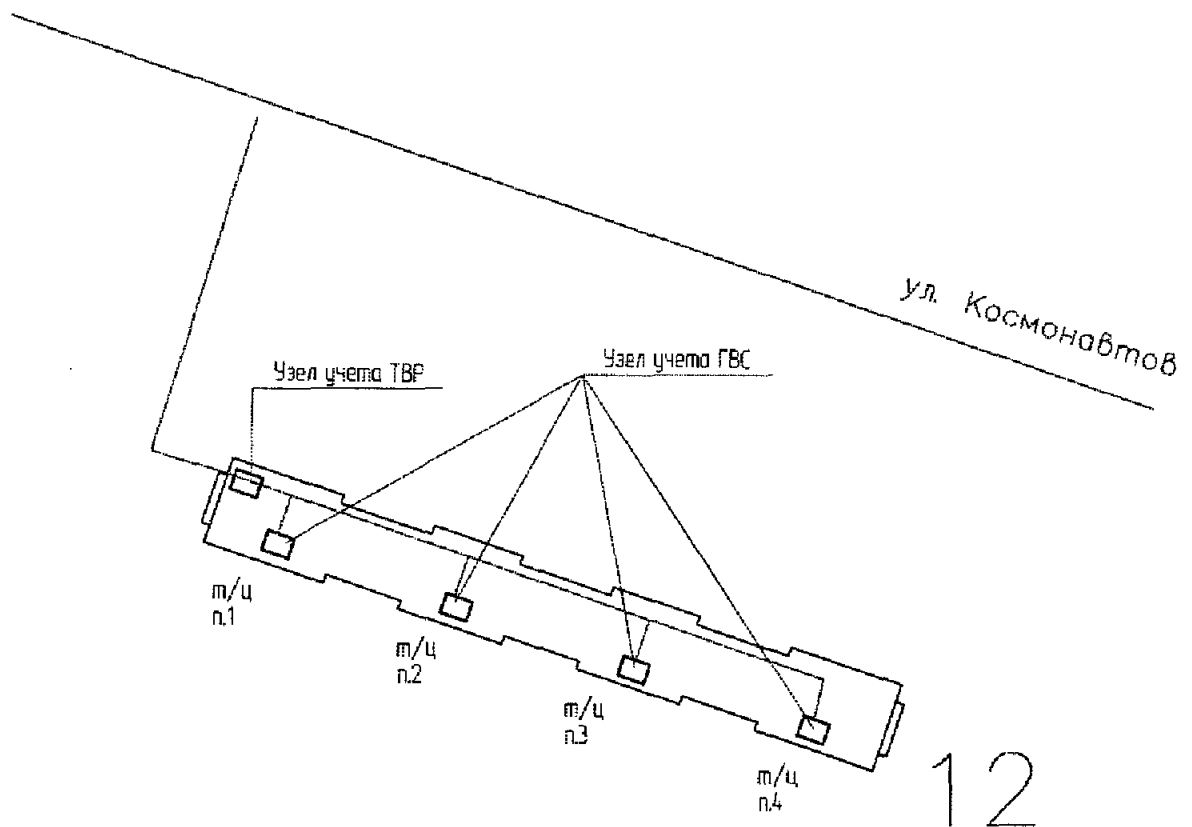 ул. Космонавтов
Узел учета ГВС
Узел учета ТВР
т/ц
п.1
т/ц
п.2
т/ц
п.3
т/ц
п.4
12